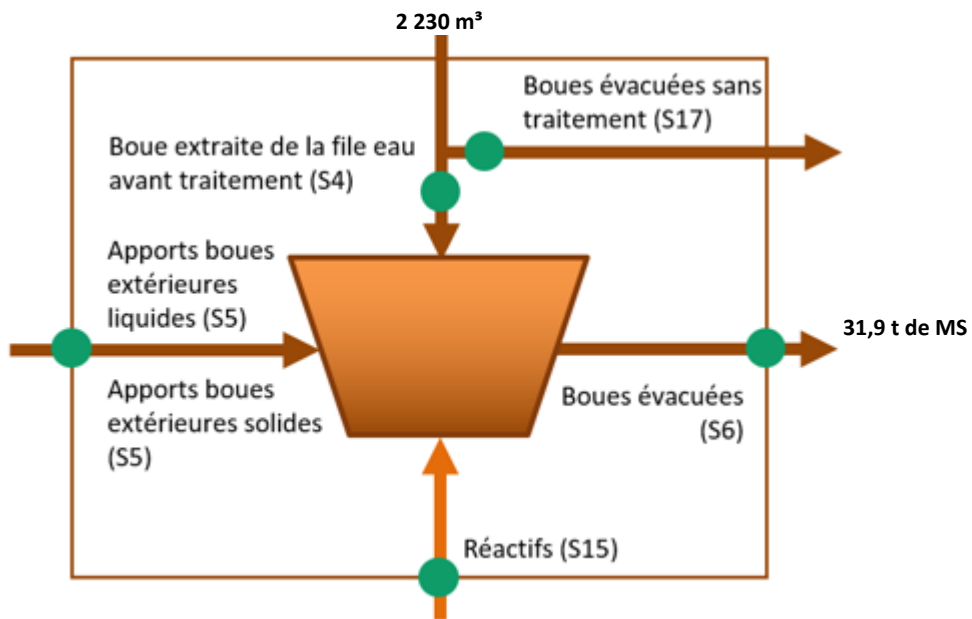 2 230 m³
Boues évacuées sans
traitement (S17)
Boue extraite de la file eau
avant traitement (S4)
Apports boues
extérieures
liquides (S5)
31,9 t de MS
Apports boues
extérieures solides
(S5)
Boues évacuées
(S6)
Réactifs (S15)